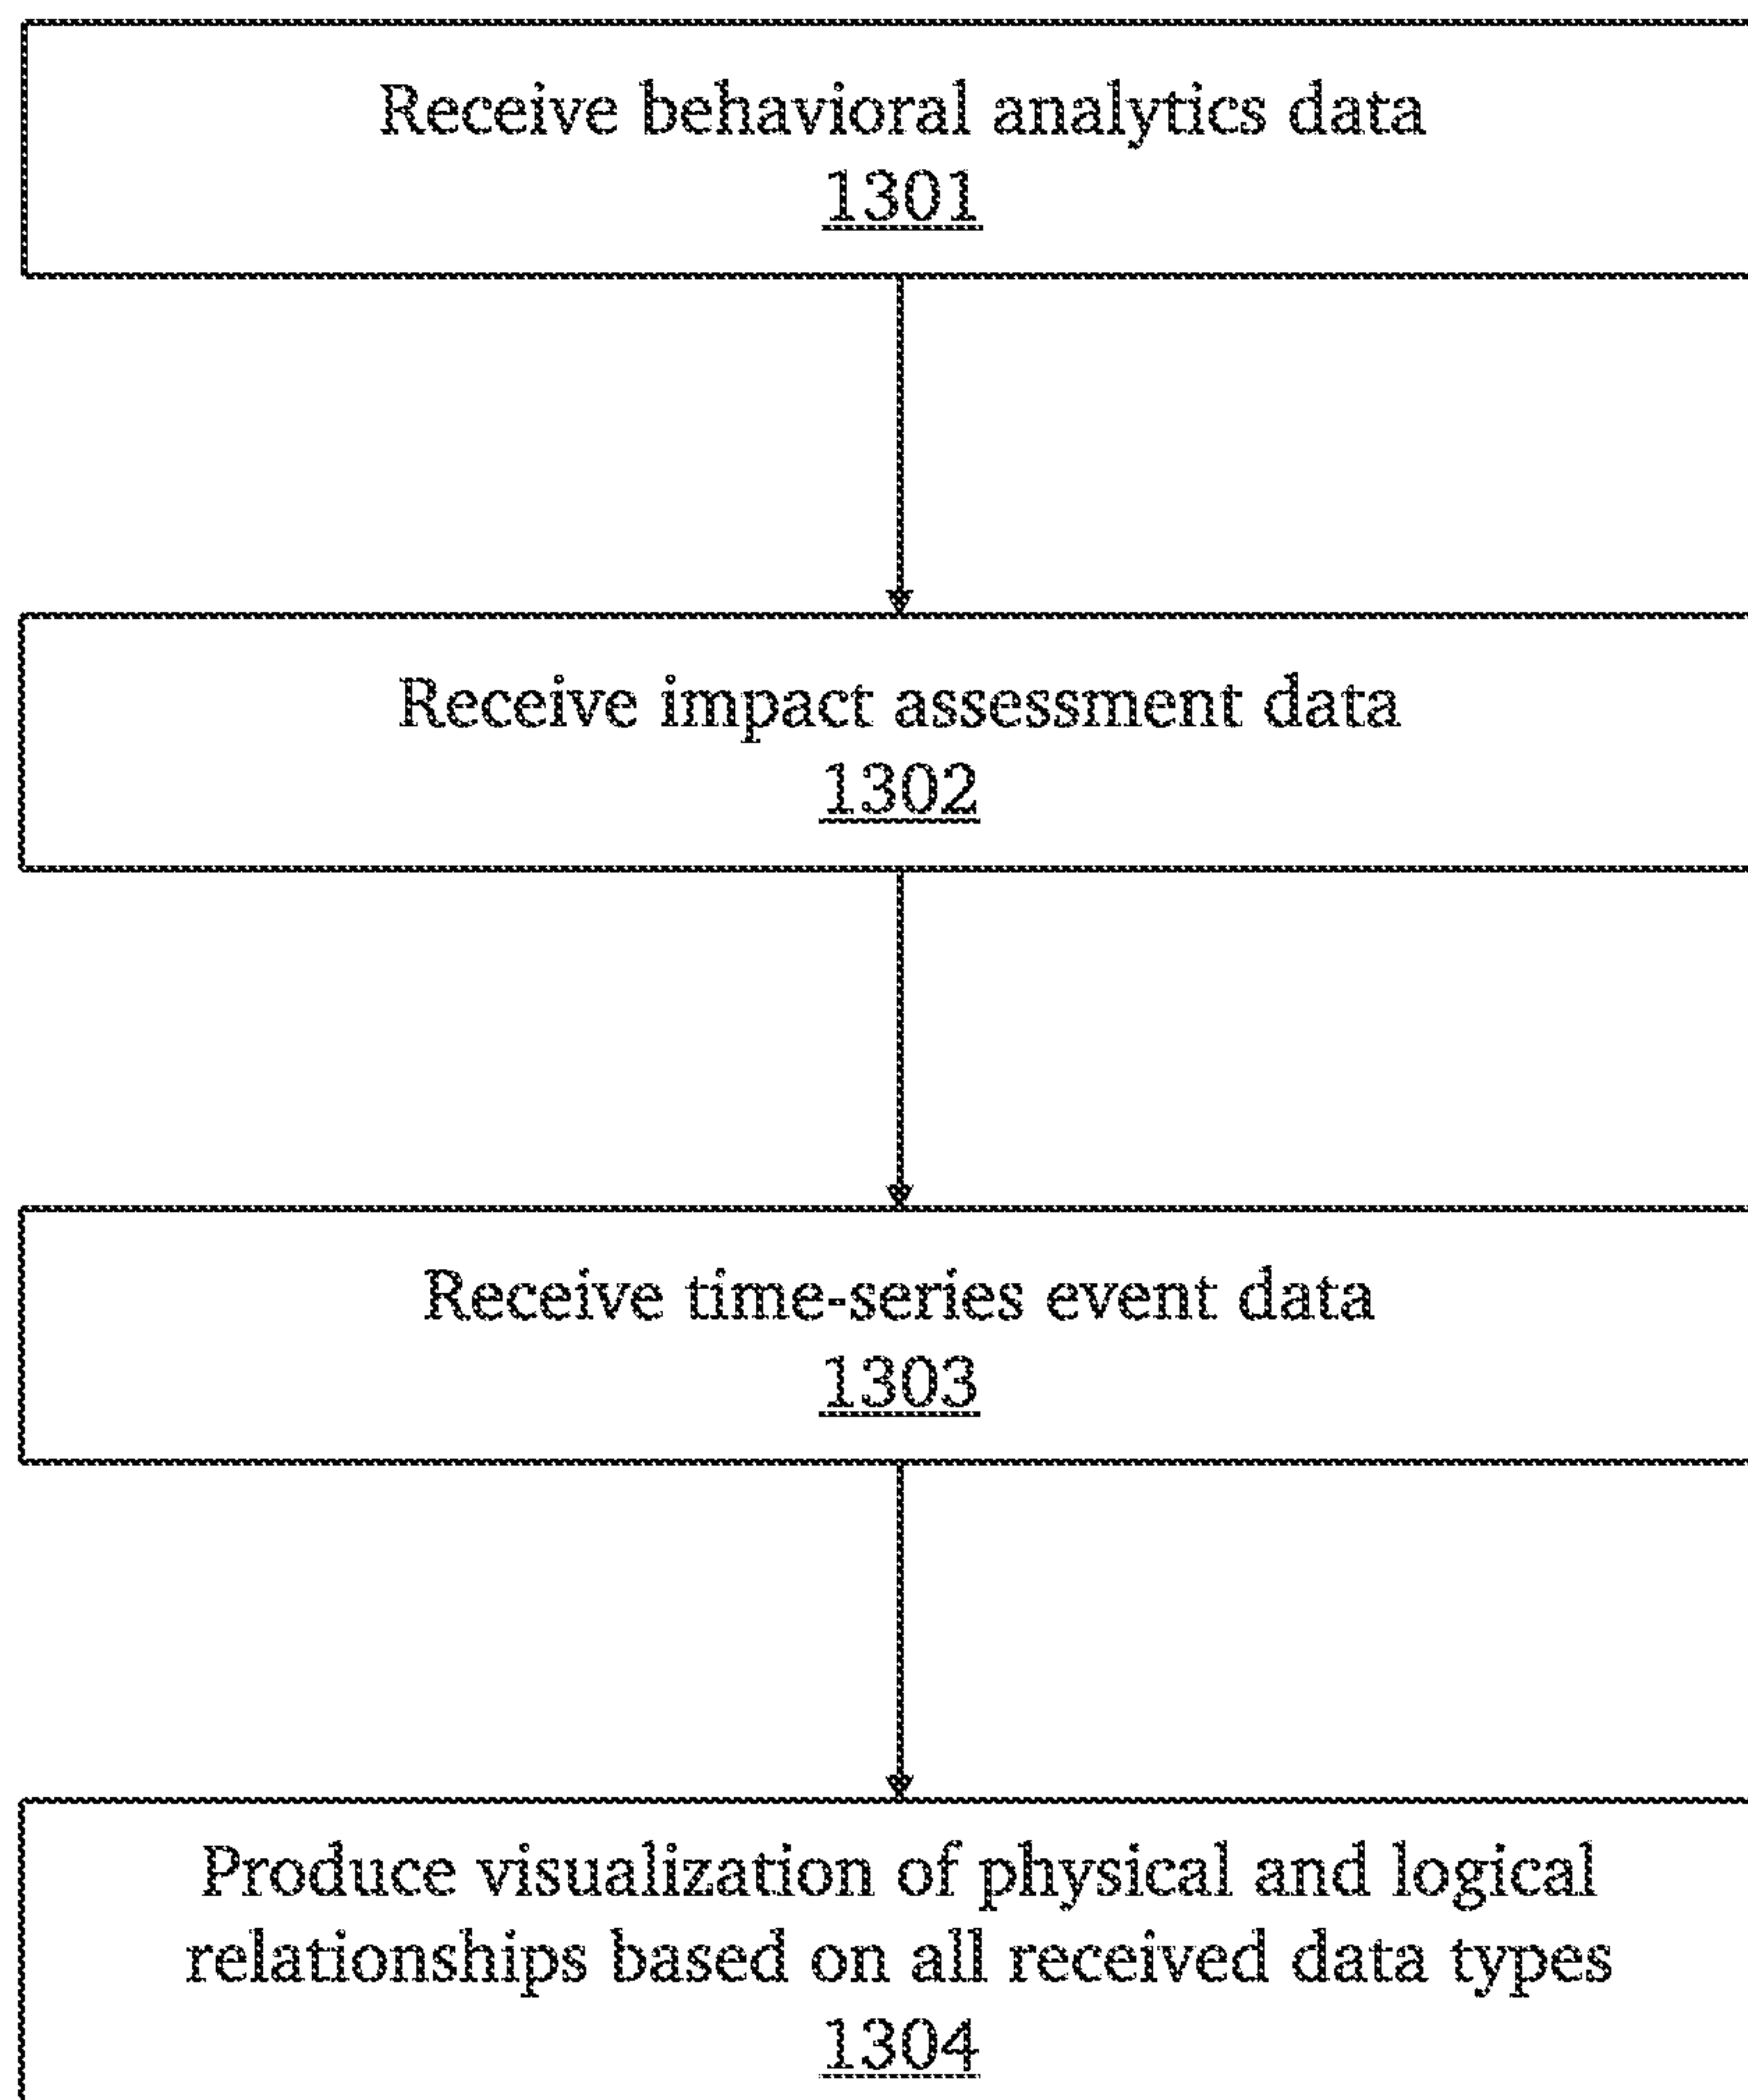 Receive behavioral analytics data
1301
Receive impact assessment data
1302
Receive time-series event data
1303
Produce visualization of physical and logical
relationships based on all received data types
1304